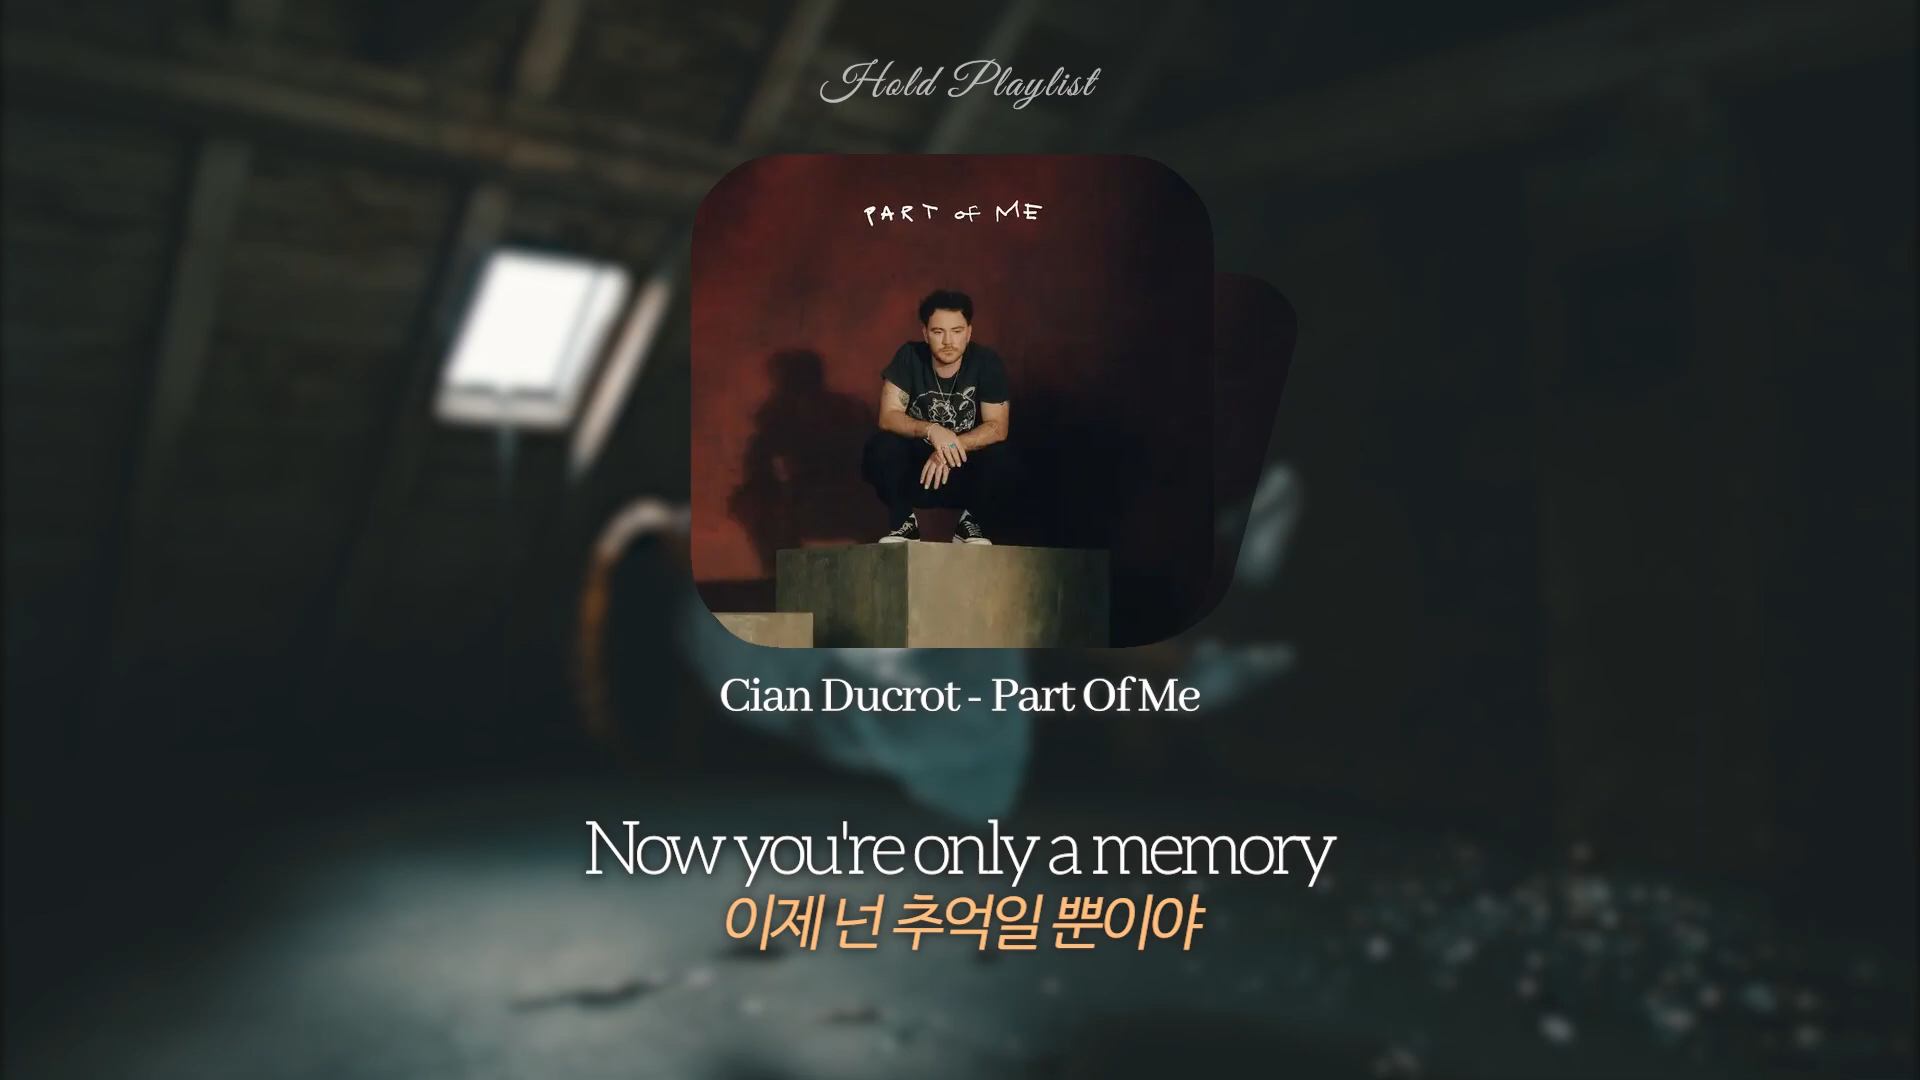 Hold Playlist
PART of ME
Cian Ducrot - Part Of Me
Now you're only a memory
이제 넌 추억일 뿐이야